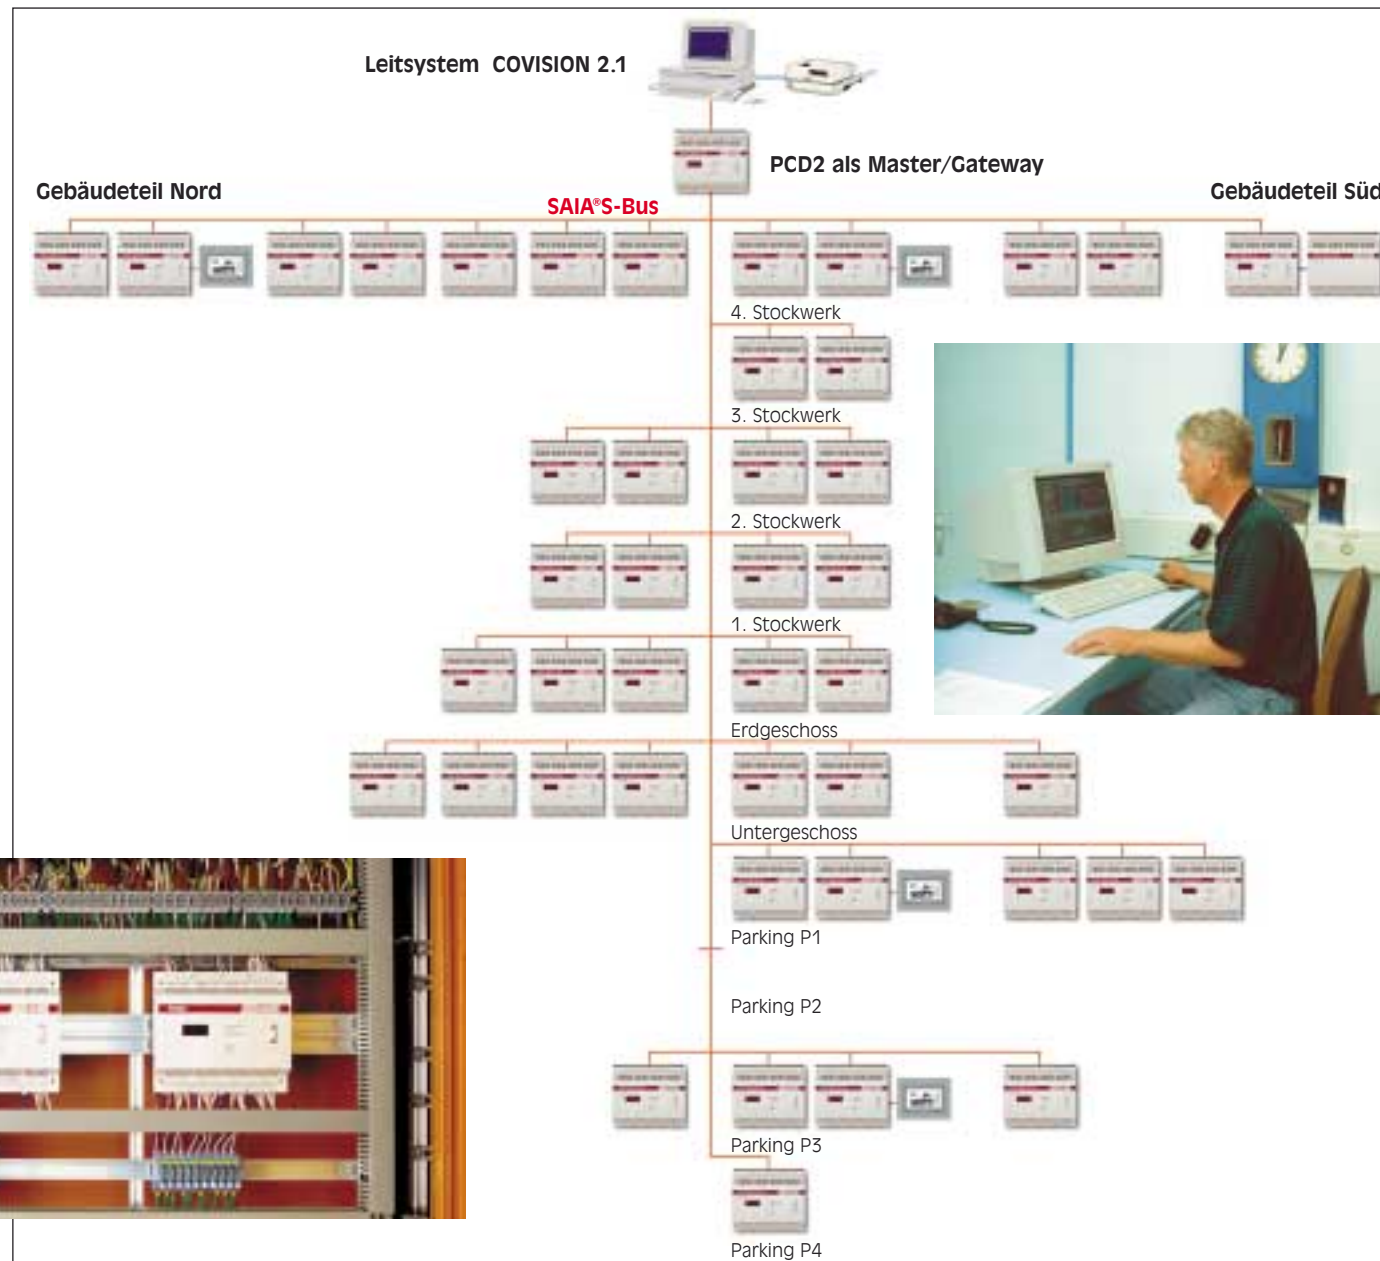 Leitsystem COVISION 2.1
PCD2 als Master/Gateway
Gebäudeteil Nord
SAIA®S-Bus
Gebäudeteil Süd
4. Stockwerk
3. Stockwerk
2. Stockwerk
1. Stockwerk
Erdgeschoss
Untergeschoss
Parking P1
Parking P2
Parking P3
Parking P4